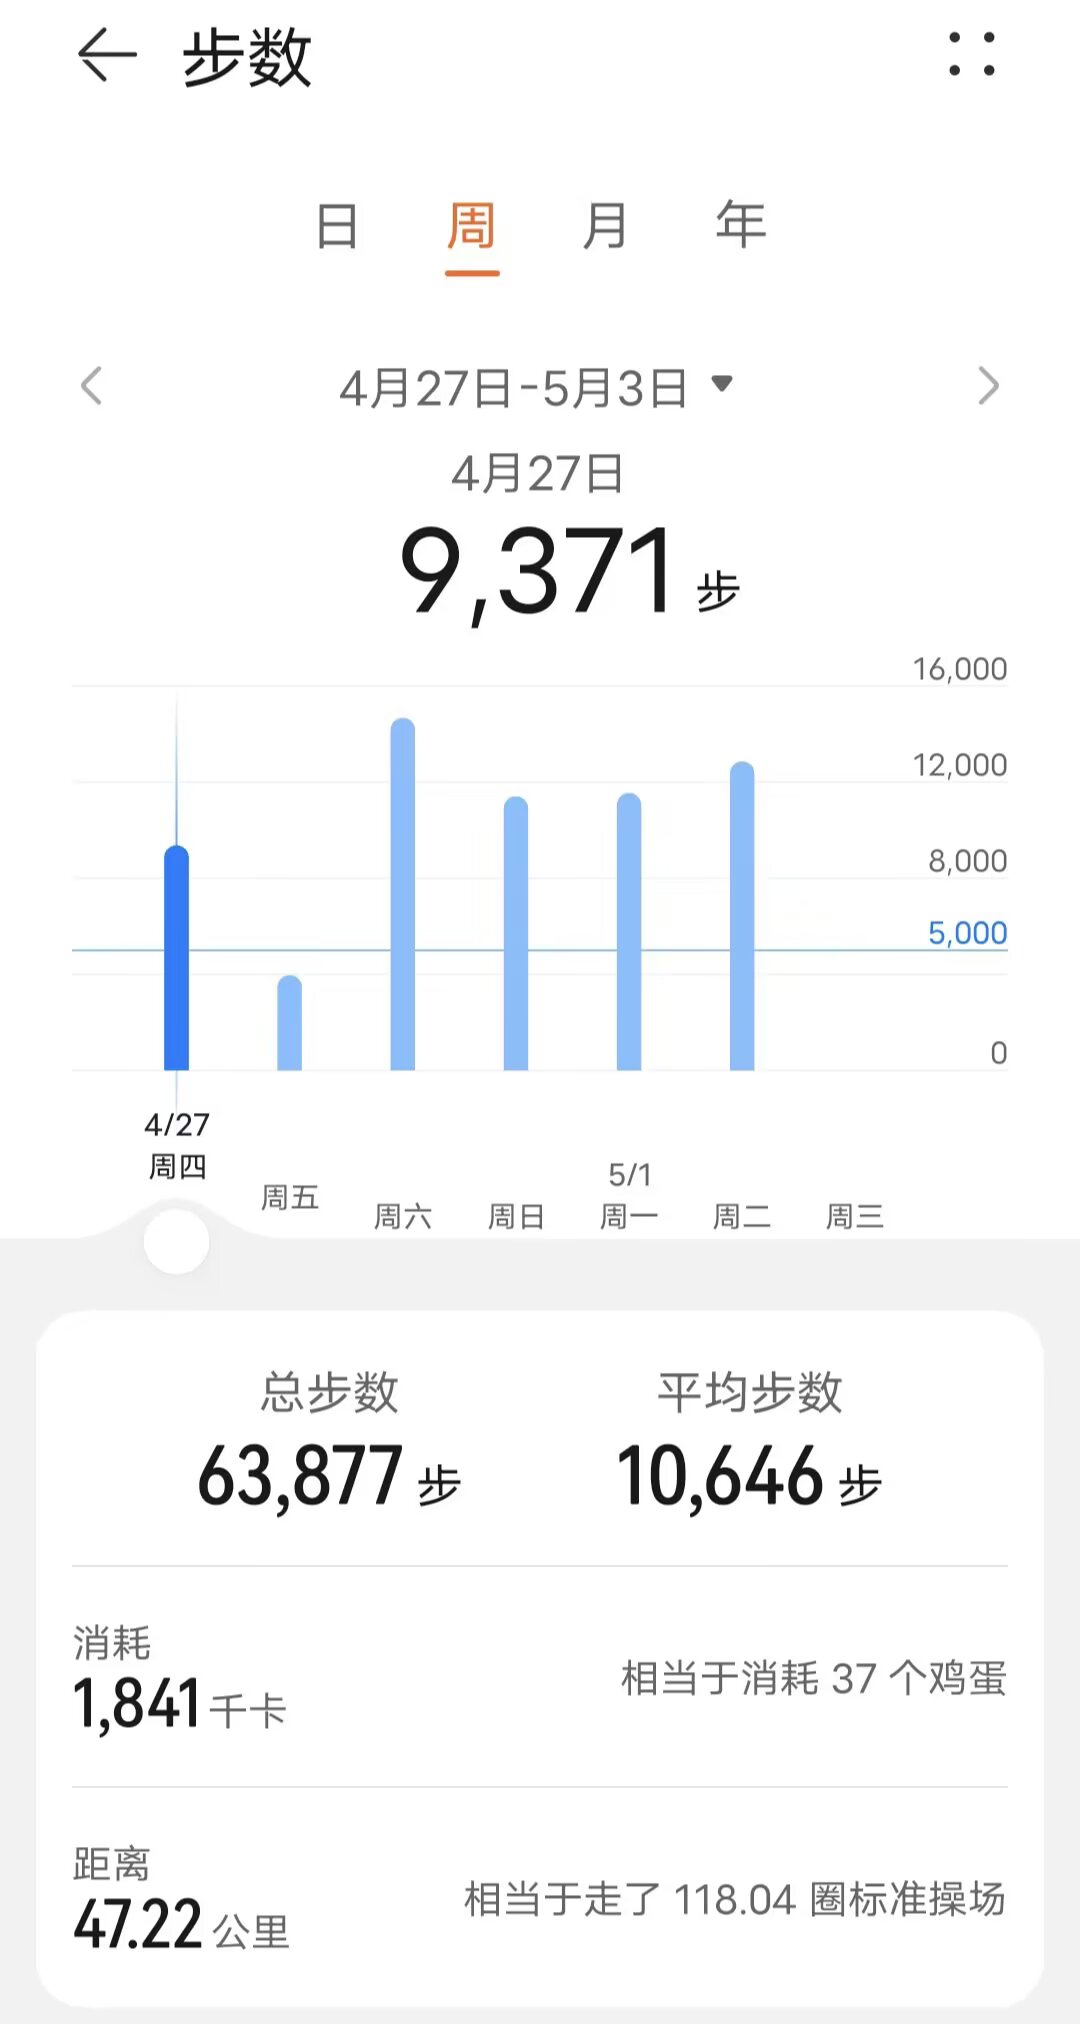 步数
日 周 月 年
4月27日-5月3日
4月27日
9,371 步
16,000
12,000
8,000
5,000
0
4/27
周四
周五
周六
周日
5/1
周一
周二
周三
总步数 平均步数
63,877 步 10,646 步
消耗
1,841 千卡
相当于消耗 37 个鸡蛋
距离
47.22 公里
相当于走了 118.04 圈标准操场